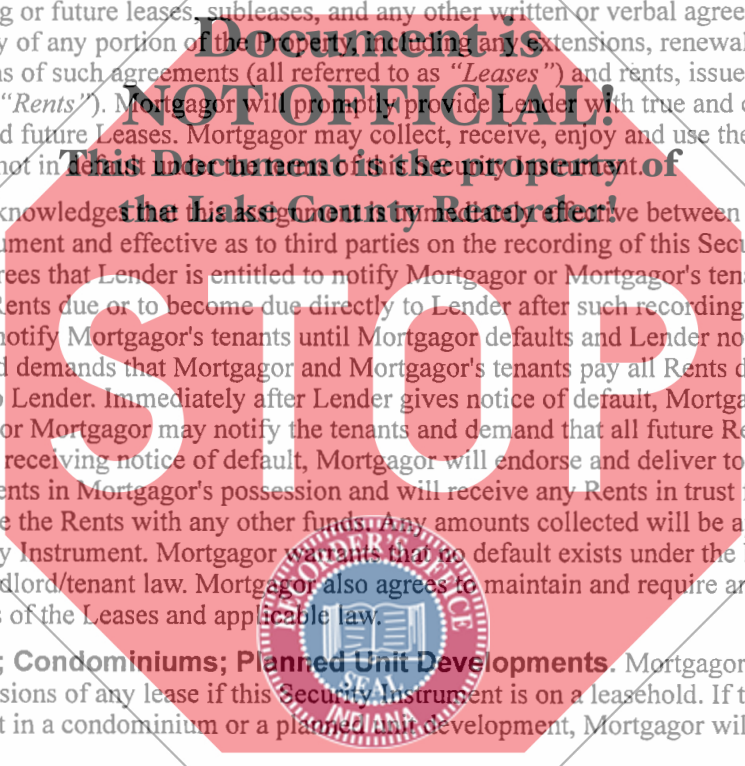 g or future leases, subleases, and any other written or verbal agree
Document is
y of any portion of the Property, including any extensions, renewal
s of such agreements (all referred to as “Leases”) and rents, issue
NOT OFFICIAL!
“Rents”). Mortgagor will promptly provide Lender with true and c
d future Leases. Mortgagor may collect, receive, enjoy and use the
not in default under the terms of this Security Instrument.
This Document is the property of
the Lake County Recorder!
knowledges that this assignment is immediately effective between
ument and effective as to third parties on the recording of this Secu
rees that Lender is entitled to notify Mortgagor or Mortgagor's tena
Rents due or to become due directly to Lender after such recording
notify Mortgagor's tenants until Mortgagor defaults and Lender no
d demands that Mortgagor and Mortgagor's tenants pay all Rents d
STOP
o Lender. Immediately after Lender gives notice of default, Mortga
or Mortgagor may notify the tenants and demand that all future Re
receiving notice of default, Mortgagor will endorse and deliver to
ents in Mortgagor's possession and will receive any Rents in trust
e the Rents with any other funds. Any amounts collected will be a
y Instrument. Mortgagor warrants that no default exists under the
dlord/tenant law. Mortgagor also agrees to maintain and require an
s of the Leases and applicable law.
RECORDER'S OFFICE
SEAL
INDIANA
; Condominiums; Planned Unit Developments. Mortgagor
sions of any lease if this Security Instrument is on a leasehold. If t
t in a condominium or a planned unit development, Mortgagor wil